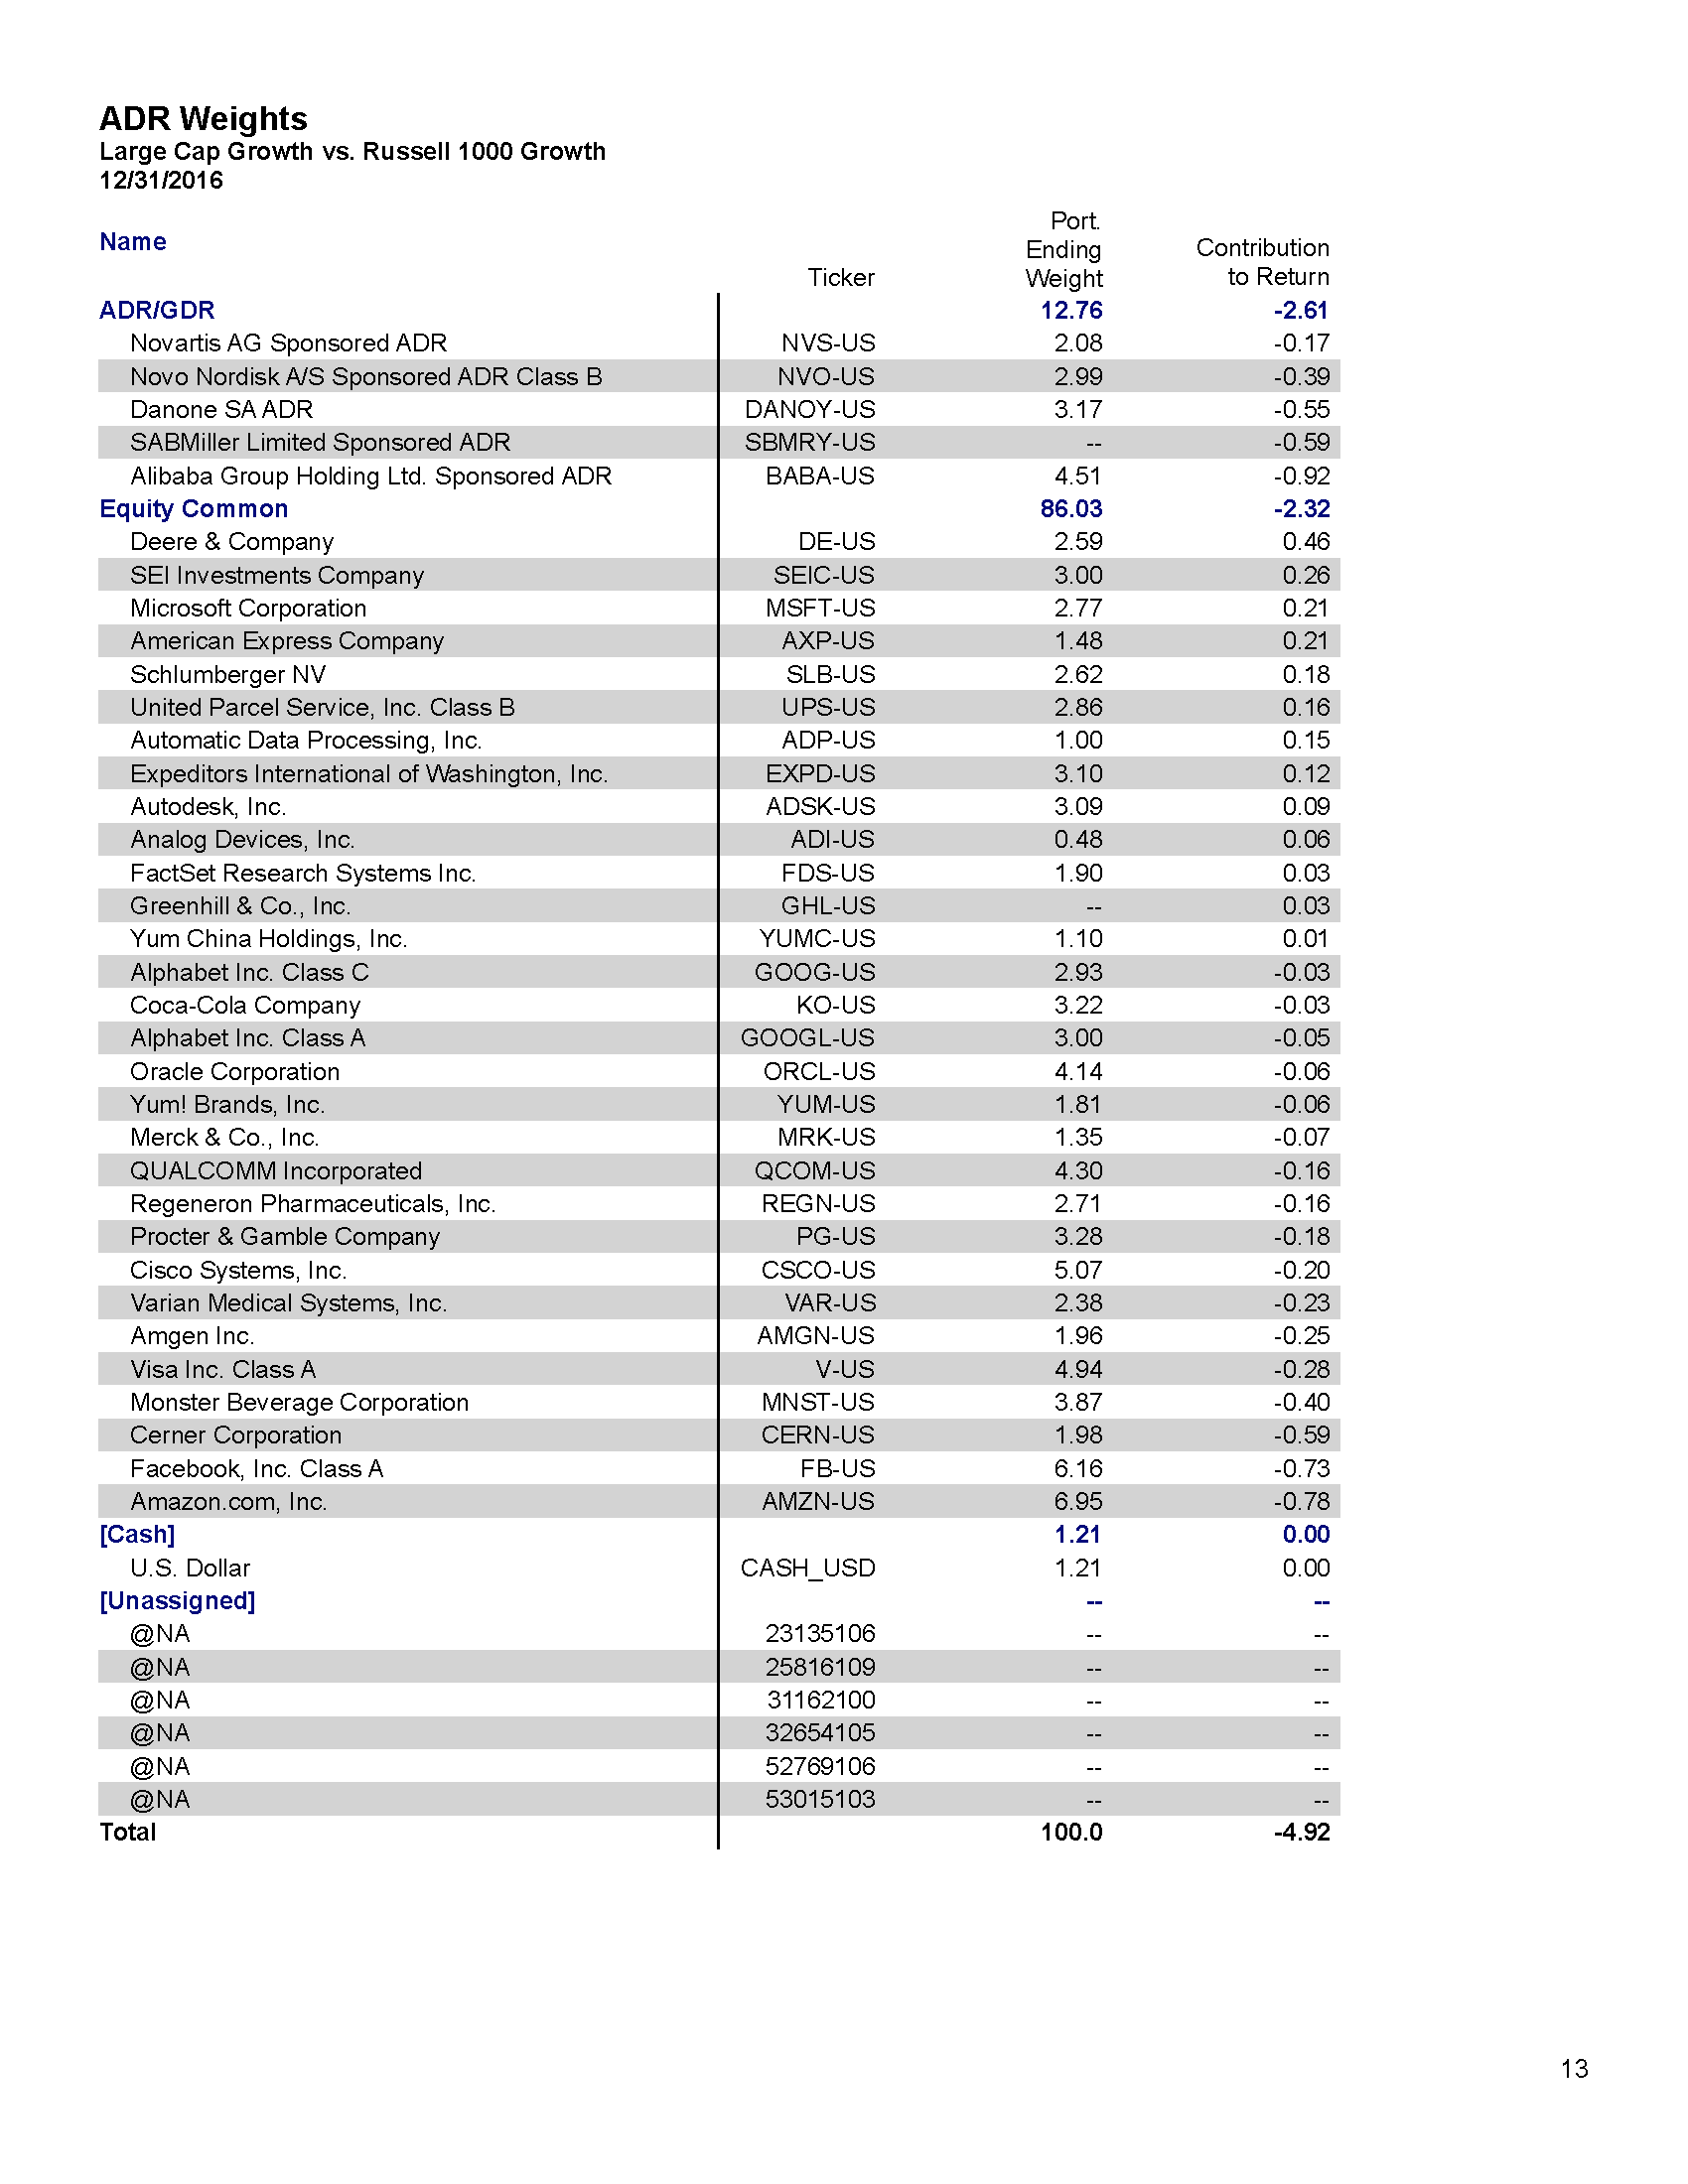 ADR Weights
Large Cap Growth vs. Russell 1000 Growth
12/31/2016
Name Ticker Port. Ending Weight Contribution to Return
ADR/GDR 12.76 -2.61
Novartis AG Sponsored ADR NVS-US 2.08 -0.17
Novo Nordisk A/S Sponsored ADR Class B NVO-US 2.99 -0.39
Danone SA ADR DANOY-US 3.17 -0.55
SABMiller Limited Sponsored ADR SBMRY-US -- -0.59
Alibaba Group Holding Ltd. Sponsored ADR BABA-US 4.51 -0.92
Equity Common 86.03 -2.32
Deere & Company DE-US 2.59 0.46
SEI Investments Company SEIC-US 3.00 0.26
Microsoft Corporation MSFT-US 2.77 0.21
American Express Company AXP-US 1.48 0.21
Schlumberger NV SLB-US 2.62 0.18
United Parcel Service, Inc. Class B UPS-US 2.86 0.16
Automatic Data Processing, Inc. ADP-US 1.00 0.15
Expeditors International of Washington, Inc. EXPD-US 3.10 0.12
Autodesk, Inc. ADSK-US 3.09 0.09
Analog Devices, Inc. ADI-US 0.48 0.06
FactSet Research Systems Inc. FDS-US 1.90 0.03
Greenhill & Co., Inc. GHL-US -- 0.03
Yum China Holdings, Inc. YUMC-US 1.10 0.01
Alphabet Inc. Class C GOOG-US 2.93 -0.03
Coca-Cola Company KO-US 3.22 -0.03
Alphabet Inc. Class A GOOGL-US 3.00 -0.05
Oracle Corporation ORCL-US 4.14 -0.06
Yum! Brands, Inc. YUM-US 1.81 -0.06
Merck & Co., Inc. MRK-US 1.35 -0.07
QUALCOMM Incorporated QCOM-US 4.30 -0.16
Regeneron Pharmaceuticals, Inc. REGN-US 2.71 -0.16
Procter & Gamble Company PG-US 3.28 -0.18
Cisco Systems, Inc. CSCO-US 5.07 -0.20
Varian Medical Systems, Inc. VAR-US 2.38 -0.23
Amgen Inc. AMGN-US 1.96 -0.25
Visa Inc. Class A V-US 4.94 -0.28
Monster Beverage Corporation MNST-US 3.87 -0.40
Cerner Corporation CERN-US 1.98 -0.59
Facebook, Inc. Class A FB-US 6.16 -0.73
Amazon.com, Inc. AMZN-US 6.95 -0.78
[Cash] 1.21 0.00
U.S. Dollar CASH_USD 1.21 0.00
[Unassigned] -- --
@NA 23135106 -- --
@NA 25816109 -- --
@NA 31162100 -- --
@NA 32654105 -- --
@NA 52769106 -- --
@NA 53015103 -- --
Total 100.0 -4.92
13